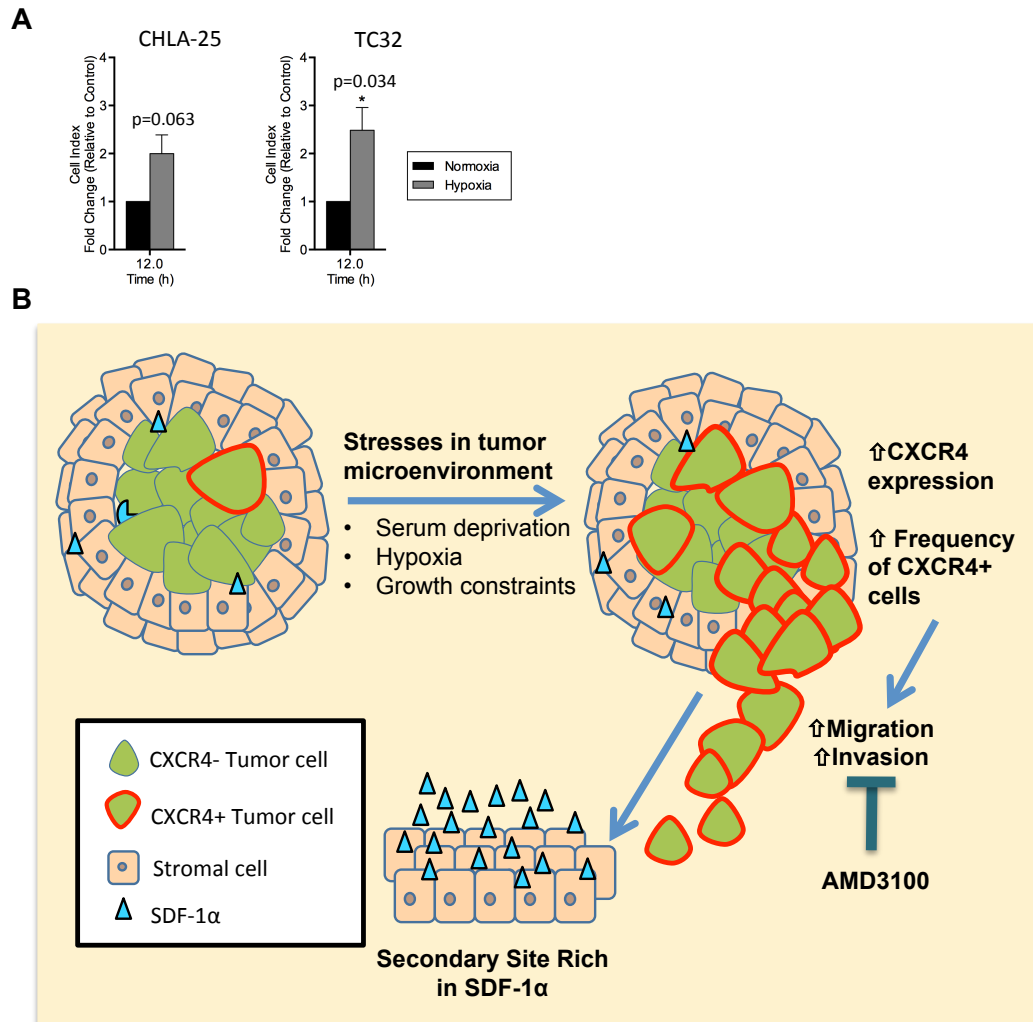 A
CHLA-25
Cell Index
Fold Change (Relative to Control)
4
3
2
1
0
p=0.063
12.0
Time (h)
TC32
Cell Index
Fold Change (Relative to Control)
4
3
2
1
0
p=0.034
*
12.0
Time (h)
Normoxia
Hypoxia
B
Stresses in tumor
microenvironment
• Serum deprivation
• Hypoxia
• Growth constraints
⇧CXCR4
expression
⇧ Frequency
of CXCR4+
cells
⇧Migration
⇧Invasion
AMD3100
CXCR4- Tumor cell
CXCR4+ Tumor cell
Stromal cell
SDF-1α
Secondary Site Rich
in SDF-1α